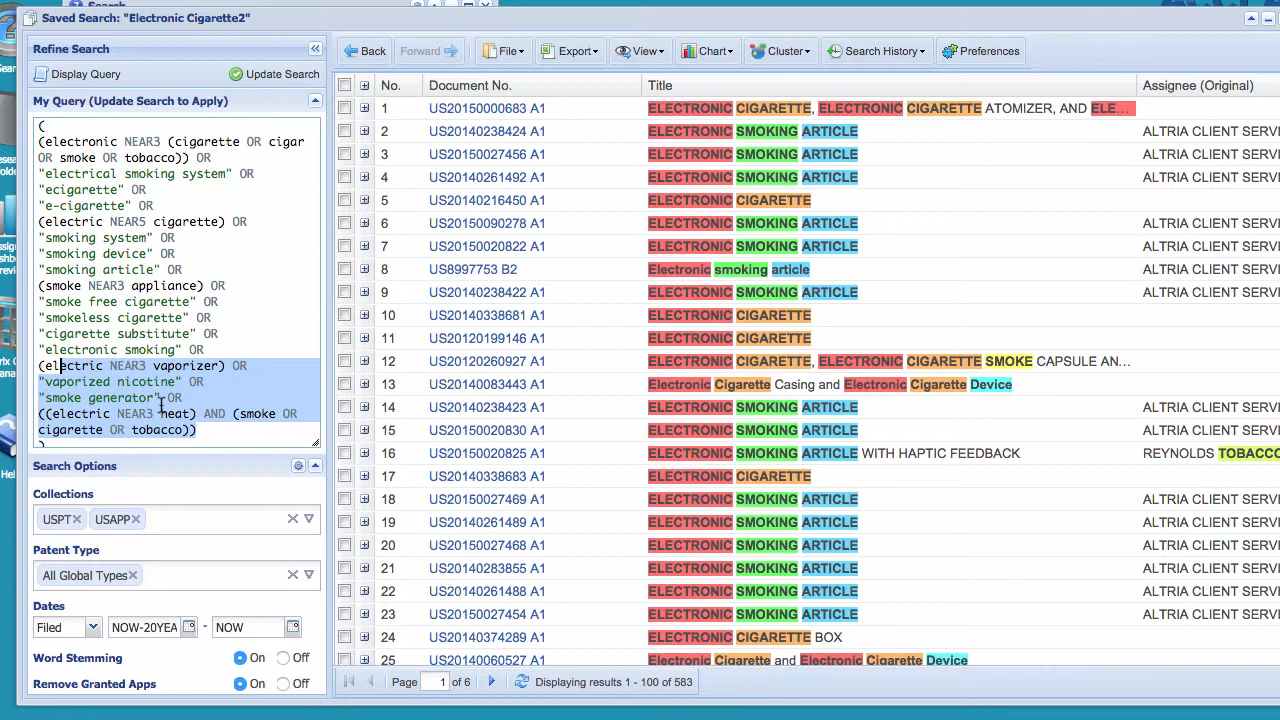 Saved Search: "Electronic Cigarette2"
Refine Search
Display Query
Update Search
My Query (Update Search to Apply)
(
(electronic NEAR3 (cigarette OR cigar
OR smoke OR tobacco)) OR
"electrical smoking system" OR
"ecigarette" OR
"e-cigarette" OR
(electric NEAR5 cigarette) OR
"smoking system" OR
"smoking device" OR
"smoking article" OR
(smoke NEAR3 appliance) OR
"smoke free cigarette" OR
"smokeless cigarette" OR
"cigarette substitute" OR
"electronic smoking" OR
(electric NEAR3 vaporizer) OR
"vaporized nicotine" OR
"smoke generator" OR
((electric NEAR3 heat) AND (smoke OR
cigarette OR tobacco))
)
Search Options
Collections
USPT
USAPP
Patent Type
All Global Types
Dates
Filed
NOW-20YEA
-
NOW
Word Stemming
On
Off
Remove Granted Apps
On
Off
Back
Forward
File
Export
View
Chart
Cluster
Search History
Preferences
No. Document No. Title Assignee (Original)
1 US20150000683 A1 ELECTRONIC CIGARETTE, ELECTRONIC CIGARETTE ATOMIZER, AND ELE...
2 US20140238424 A1 ELECTRONIC SMOKING ARTICLE ALTRIA CLIENT SERVI
3 US20150027456 A1 ELECTRONIC SMOKING ARTICLE ALTRIA CLIENT SERVI
4 US20140261492 A1 ELECTRONIC SMOKING ARTICLE ALTRIA CLIENT SERVI
5 US20140216450 A1 ELECTRONIC CIGARETTE
6 US20150090278 A1 ELECTRONIC SMOKING ARTICLE ALTRIA CLIENT SERVI
7 US20150020822 A1 ELECTRONIC SMOKING ARTICLE ALTRIA CLIENT SERVI
8 US8997753 B2 Electronic smoking article ALTRIA CLIENT SERVI
9 US20140238422 A1 ELECTRONIC SMOKING ARTICLE ALTRIA CLIENT SERVI
10 US20140338681 A1 ELECTRONIC CIGARETTE
11 US20120199146 A1 ELECTRONIC CIGARETTE
12 US20120260927 A1 ELECTRONIC CIGARETTE, ELECTRONIC CIGARETTE SMOKE CAPSULE AN...
13 US20140083443 A1 Electronic Cigarette Casing and Electronic Cigarette Device
14 US20140238423 A1 ELECTRONIC SMOKING ARTICLE ALTRIA CLIENT SERVI
15 US20150020830 A1 ELECTRONIC SMOKING ARTICLE ALTRIA CLIENT SERVI
16 US20150020825 A1 ELECTRONIC SMOKING ARTICLE WITH HAPTIC FEEDBACK REYNOLDS TOBACCO
17 US20140338683 A1 ELECTRONIC CIGARETTE
18 US20150027469 A1 ELECTRONIC SMOKING ARTICLE ALTRIA CLIENT SERVI
19 US20140261489 A1 ELECTRONIC SMOKING ARTICLE ALTRIA CLIENT SERVI
20 US20150027468 A1 ELECTRONIC SMOKING ARTICLE ALTRIA CLIENT SERVI
21 US20140283855 A1 ELECTRONIC SMOKING ARTICLE ALTRIA CLIENT SERVI
22 US20140261488 A1 ELECTRONIC SMOKING ARTICLE ALTRIA CLIENT SERVI
23 US20150027454 A1 ELECTRONIC SMOKING ARTICLE ALTRIA CLIENT SERVI
24 US20140374289 A1 ELECTRONIC CIGARETTE BOX
25 US20140060527 A1 Electronic Cigarette and Electronic Cigarette Device
Page 1 of 6
Displaying results 1 - 100 of 583